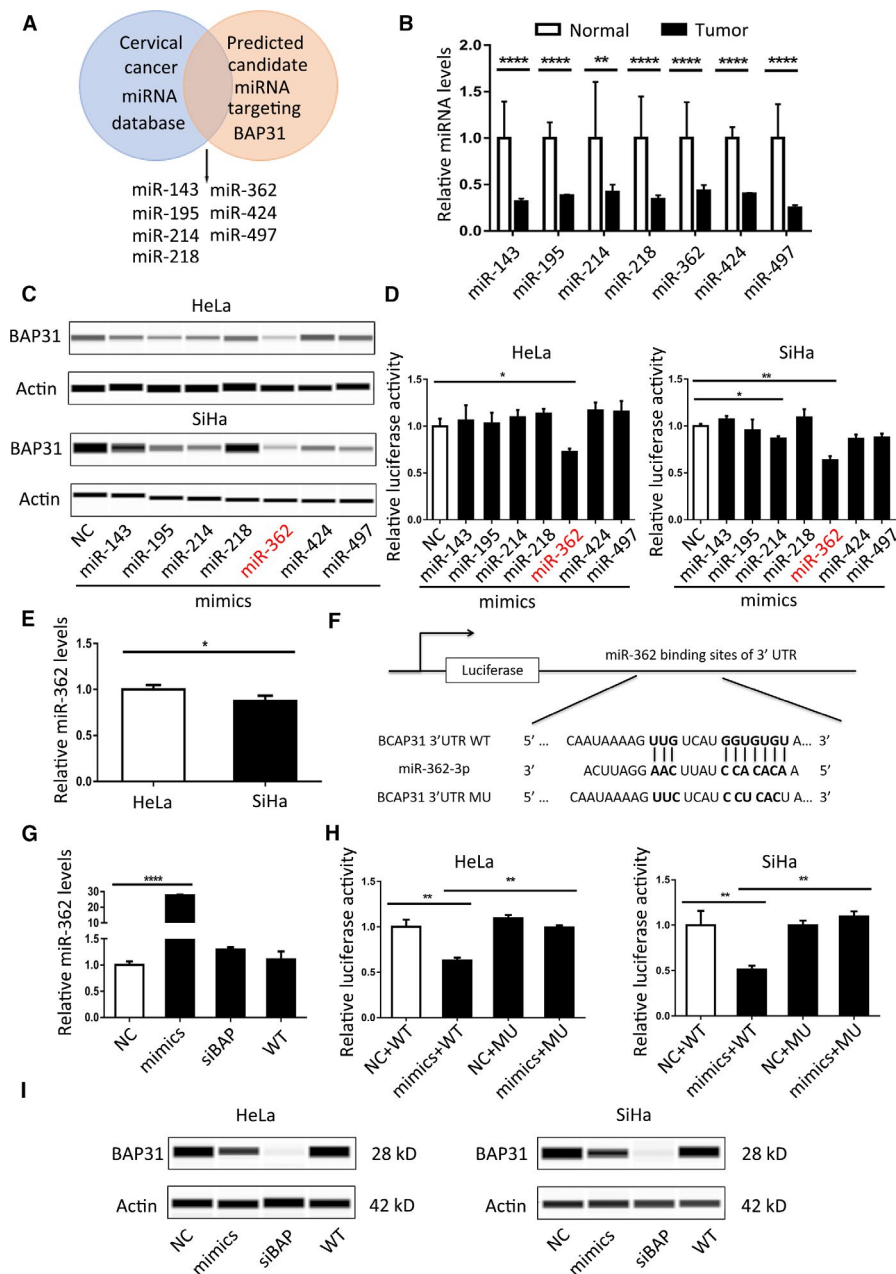 A
Cervical
cancer
miRNA
database
Predicted
candidate
miRNA
targeting
BAP31
miR-143 miR-362
miR-195 miR-424
miR-214 miR-497
miR-218
B
Normal Tumor
Relative miRNA levels
2.0
1.5
1.0
0.5
0.0
**** **** ** **** **** **** ****
miR-143 miR-195 miR-214 miR-218 miR-362 miR-424 miR-497
C
HeLa
BAP31
Actin
SiHa
BAP31
Actin
NC miR-143 miR-195 miR-214 miR-218 miR-362 miR-424 miR-497
mimics
D
HeLa
Relative luciferase activity
1.5
1.0
0.5
0.0
*
NC miR-143 miR-195 miR-214 miR-218 miR-362 miR-424 miR-497
mimics
SiHa
Relative luciferase activity
1.5
1.0
0.5
0.0
**
*
NC miR-143 miR-195 miR-214 miR-218 miR-362 miR-424 miR-497
mimics
E
Relative miR-362 levels
1.5
1.0
0.5
0.0
*
HeLa SiHa
F
Luciferase
miR-362 binding sites of 3' UTR
BCAP31 3'UTR WT 5' ... CAAUAAAAG UUG UCAU GGUGUGU A... 3'
miR-362-3p 3' ACUUAGG AAC UUAU C CA CACA A 5'
BCAP31 3'UTR MU 5' ... CAAUAAAAG UUC UCAU C CU CACU A... 3'
G
Relative miR-362 levels
30
20
10
1.5
1.0
0.5
0.0
****
NC mimics siBAP WT
H
HeLa
Relative luciferase activity
1.5
1.0
0.5
0.0
** **
NC+WT mimics+WT NC+MU mimics+MU
SiHa
Relative luciferase activity
1.5
1.0
0.5
0.0
** **
NC+WT mimics+WT NC+MU mimics+MU
I
HeLa
BAP31 28 kD
Actin 42 kD
NC mimics siBAP WT
SiHa
BAP31 28 kD
Actin 42 kD
NC mimics siBAP WT